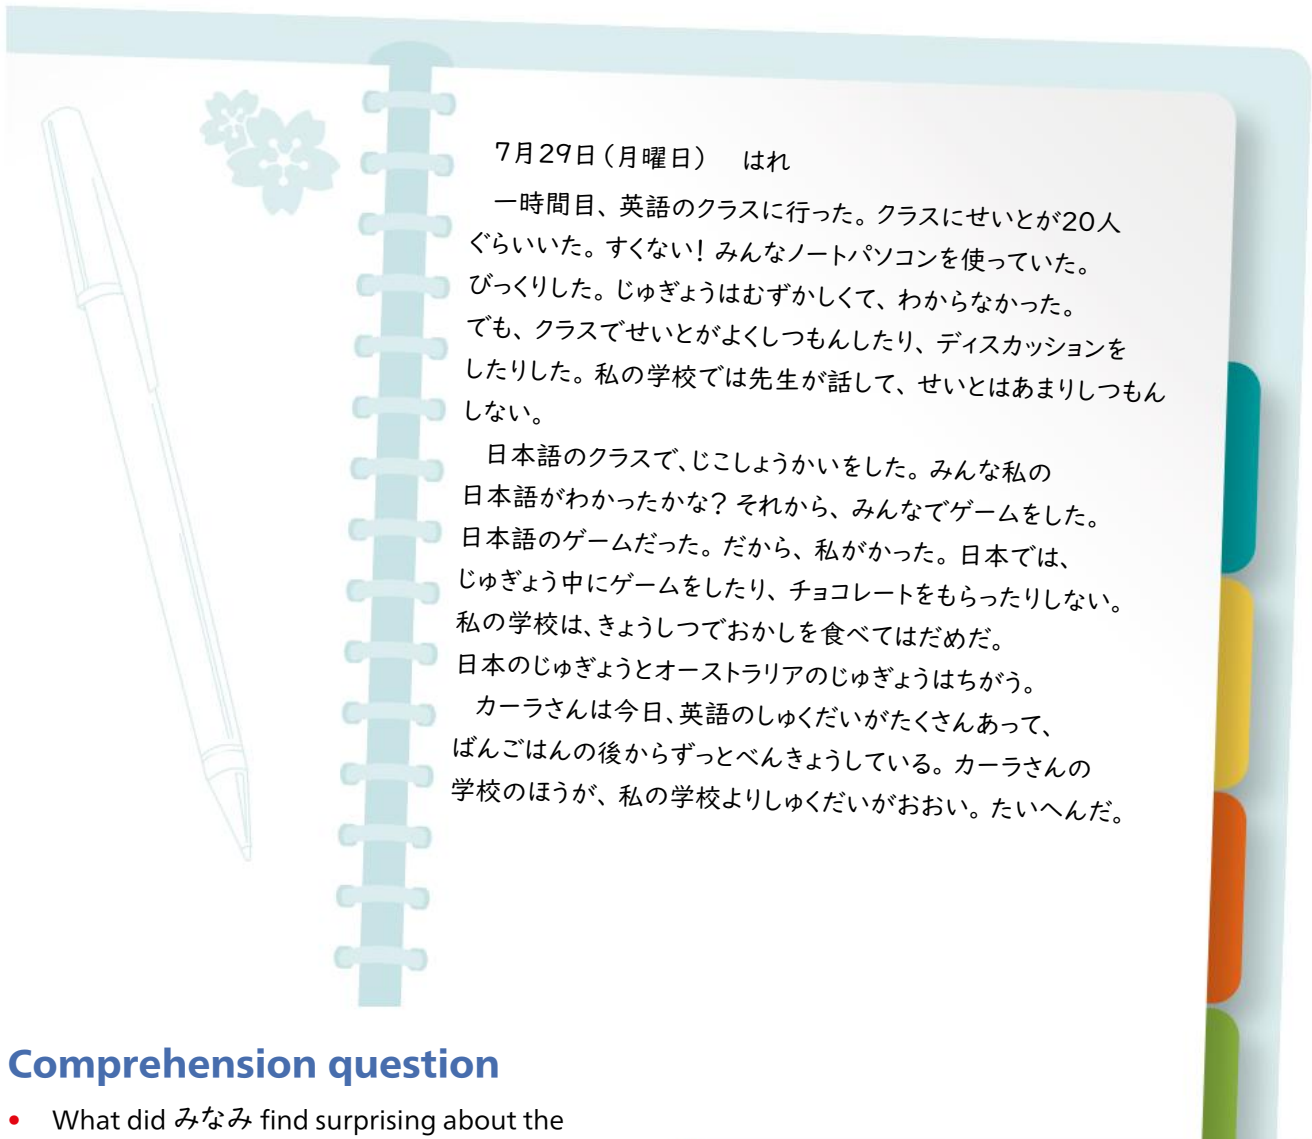 7月29日(月曜日) はれ
一時間目、英語のクラスに行った。クラスにせいとが20人
ぐらいいた。すくない! みんなノートパソコンを使っていた。
びっくりした。じゅぎょうはむずかしくて、わからなかった。
でも、クラスでせいとがよくしつもんしたり、ディスカッションを
したりした。私の学校では先生が話して、せいとはあまりしつもん
しない。
日本語のクラスで、じこしょうかいをした。みんな私の
日本語がわかったかな? それから、みんなでゲームをした。
日本語のゲームだった。だから、私がかった。日本では、
じゅぎょう中にゲームをしたり、チョコレートをもらったりしない。
私の学校は、きょうしつでおかしを食べてはだめだ。
日本のじゅぎょうとオーストラリアのじゅぎょうはちがう。
カーラさんは今日、英語のしゅくだいがたくさんあって、
ばんごはんの後からずっとべんきょうしている。カーラさんの
学校のほうが、私の学校よりしゅくだいがおおい。たいへんだ。
Comprehension question
• What did みなみ find surprising about the